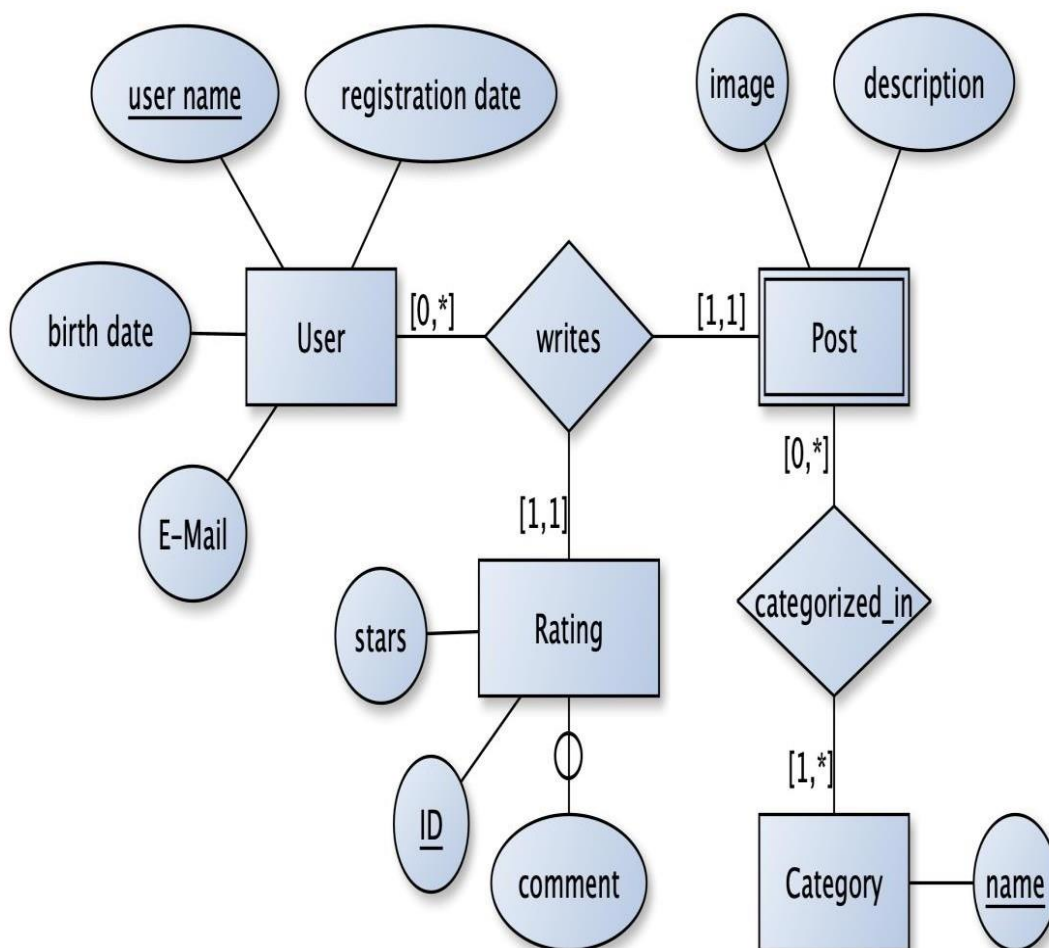 user name
registration date
image
description
birth date
User
[0,*]
writes
[1,1]
Post
E-Mail
[1,1]
[0,*]
stars
Rating
categorized_in
ID
comment
[1,*]
Category
name